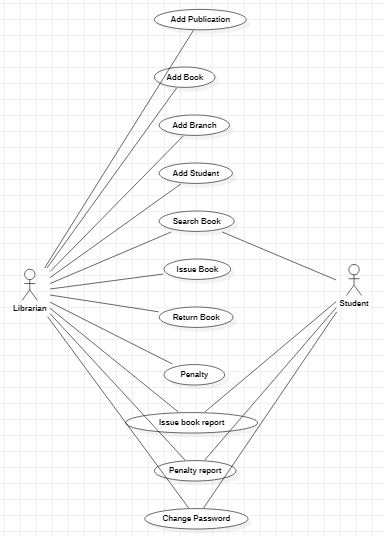 Add Publication
Add Book
Add Branch
Add Student
Search Book
Issue Book
Librarian
Student
Return Book
Penalty
Issue book report
Penalty report
Change Password